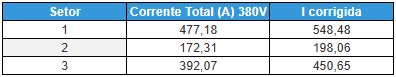 Setor Corrente Total (A) 380V I corrigida
1 477,18 548,48
2 172,31 198,06
3 392,07 450,65